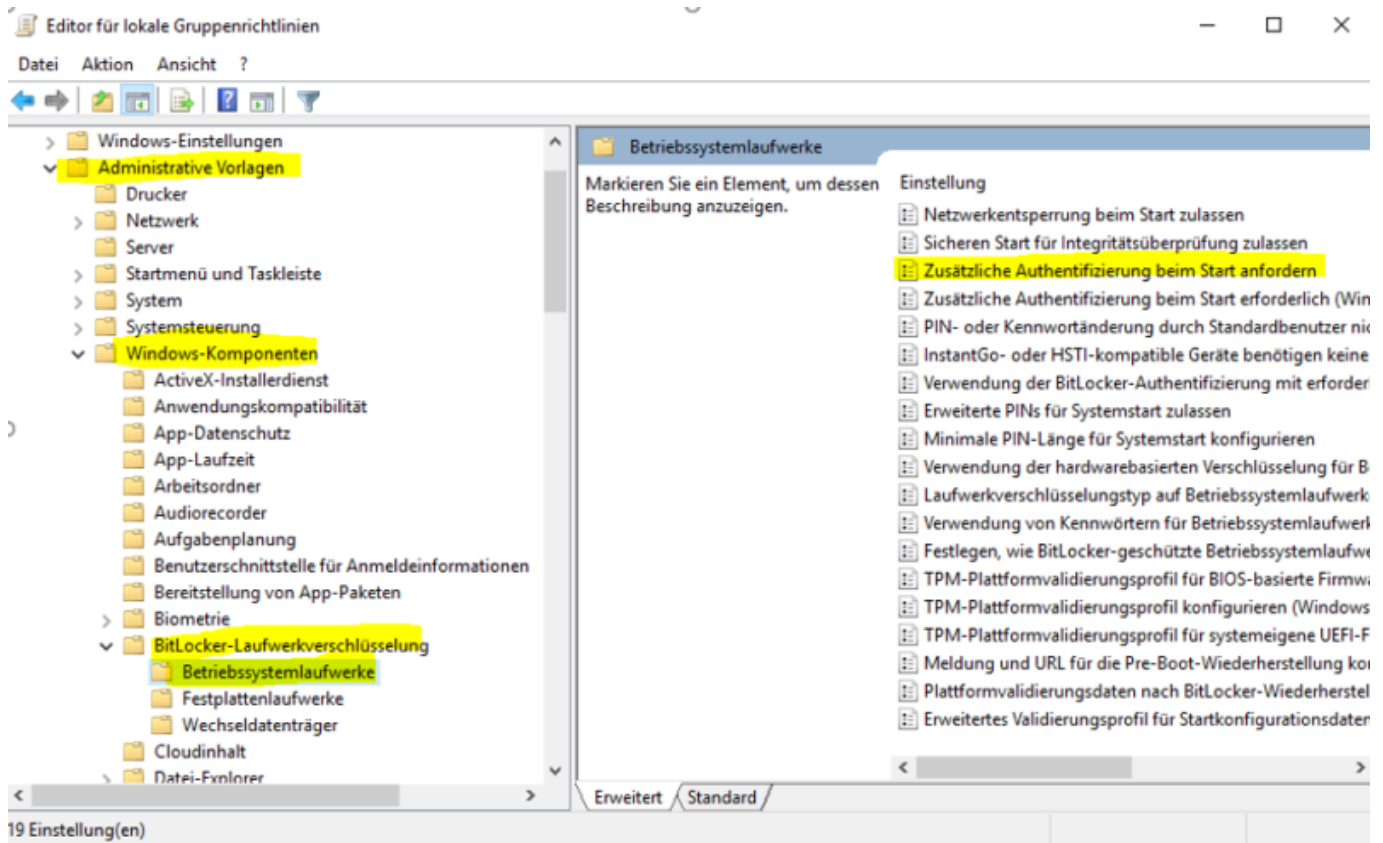 Editor für lokale Gruppenrichtlinien
Datei Aktion Ansicht ?
Windows-Einstellungen
Administrative Vorlagen
Drucker
Netzwerk
Server
Startmenü und Taskleiste
System
Systemsteuerung
Windows-Komponenten
ActiveX-Installerdienst
Anwendungskompatibilität
App-Datenschutz
App-Laufzeit
Arbeitsordner
Audiorecorder
Aufgabenplanung
Benutzerschnittstelle für Anmeldeinformationen
Bereitstellung von App-Paketen
Biometrie
BitLocker-Laufwerkverschlüsselung
Betriebssystemlaufwerke
Festplattenlaufwerke
Wechseldatenträger
Cloudinhalt
Datei-Explorer
Betriebssystemlaufwerke
Markieren Sie ein Element, um dessen
Beschreibung anzuzeigen.
Einstellung
Netzwerkentsperrung beim Start zulassen
Sicheren Start für Integritätsüberprüfung zulassen
Zusätzliche Authentifizierung beim Start anfordern
Zusätzliche Authentifizierung beim Start erforderlich (Win
PIN- oder Kennwortänderung durch Standardbenutzer nic
InstantGo- oder HSTI-kompatible Geräte benötigen keine
Verwendung der BitLocker-Authentifizierung mit erforderl
Erweiterte PINs für Systemstart zulassen
Minimale PIN-Länge für Systemstart konfigurieren
Verwendung der hardwarebasierten Verschlüsselung für B
Laufwerkverschlüsselungstyp auf Betriebssystemlaufwerk
Verwendung von Kennwörtern für Betriebssystemlaufwerk
Festlegen, wie BitLocker-geschützte Betriebssystemlaufwe
TPM-Plattformvalidierungsprofil für BIOS-basierte Firmwa
TPM-Plattformvalidierungsprofil konfigurieren (Windows
TPM-Plattformvalidierungsprofil für systemeigene UEFI-F
Meldung und URL für die Pre-Boot-Wiederherstellung kon
Plattformvalidierungsdaten nach BitLocker-Wiederherstel
Erweitertes Validierungsprofil für Startkonfigurationsdaten
Erweitert Standard
19 Einstellung(en)